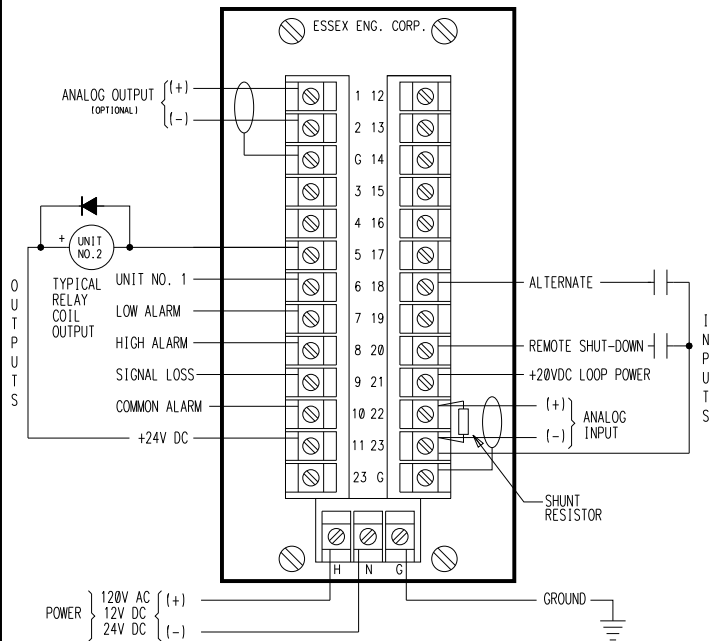 ESSEX ENG. CORP.
ANALOG OUTPUT
(OPTIONAL)
(+)
(-)
1 12
2 13
G 14
3 15
4 16
5 17
6 18
7 19
8 20
9 21
10 22
11 23
23 G
+
UNIT
NO.2
TYPICAL
RELAY
COIL
OUTPUT
OUTPUTS
UNIT NO. 1
LOW ALARM
HIGH ALARM
SIGNAL LOSS
COMMON ALARM
+24V DC
ALTERNATE
REMOTE SHUT-DOWN
+20VDC LOOP POWER
(+)
(-)
ANALOG
INPUT
INPUTS
SHUNT
RESISTOR
H N G
POWER
120V AC
12V DC
24V DC
(+)
(-)
GROUND